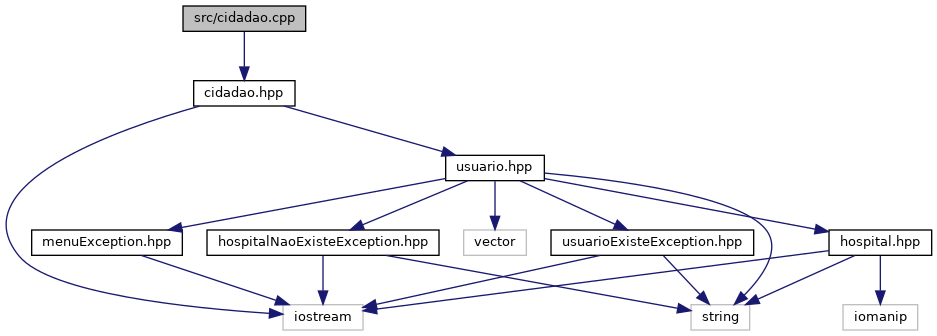 src/cidadao.cpp
cidadao.hpp
usuario.hpp
menuException.hpp
hospitalNaoExisteException.hpp
vector
usuarioExisteException.hpp
hospital.hpp
iostream
string
iomanip